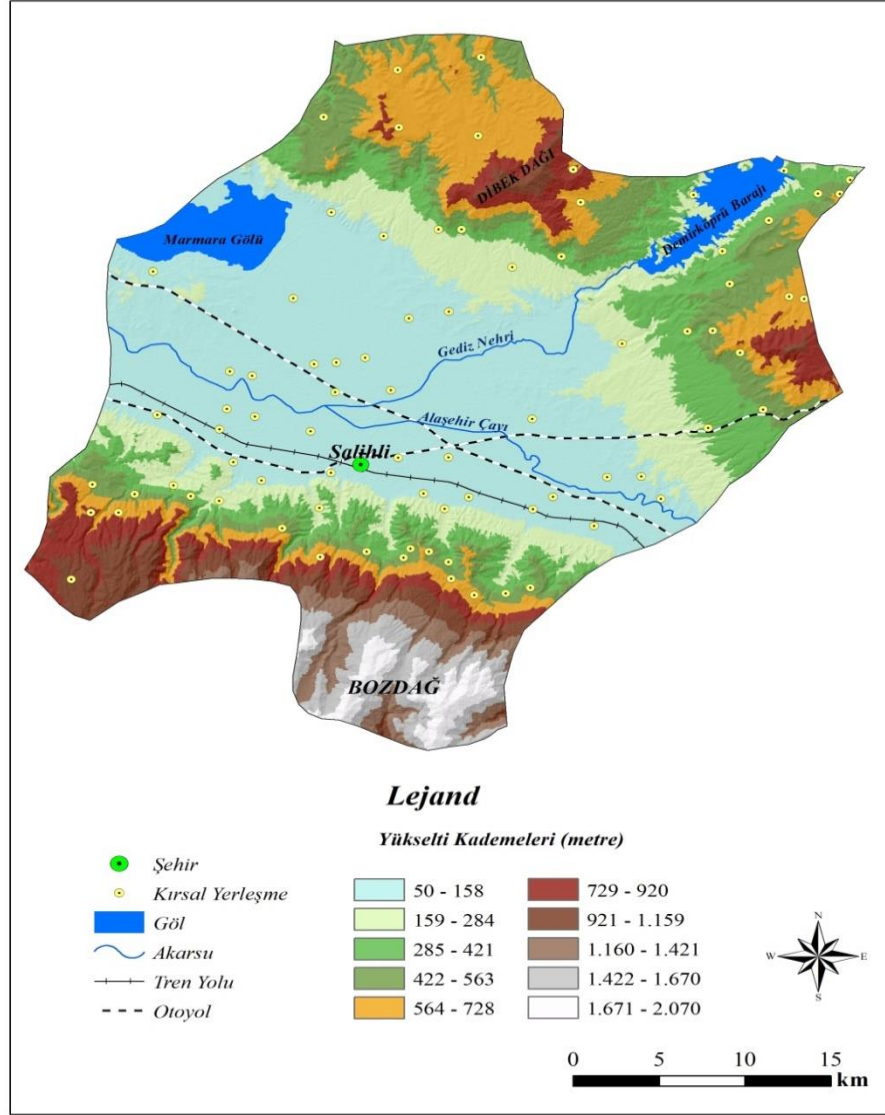 DİBEK DAĞI
Demirköprü Barajı
Marmara Gölü
Gediz Nehri
Alaşehir Çayı
Salihli
BOZDAĞ
Lejand
Yükselti Kademeleri (metre)
Şehir
Kırsal Yerleşme
Göl
Akarsu
Tren Yolu
Otoyol
50 - 158
159 - 284
285 - 421
422 - 563
564 - 728
729 - 920
921 - 1.159
1.160 - 1.421
1.422 - 1.670
1.671 - 2.070
N
W E
S
0 5 10 15
km